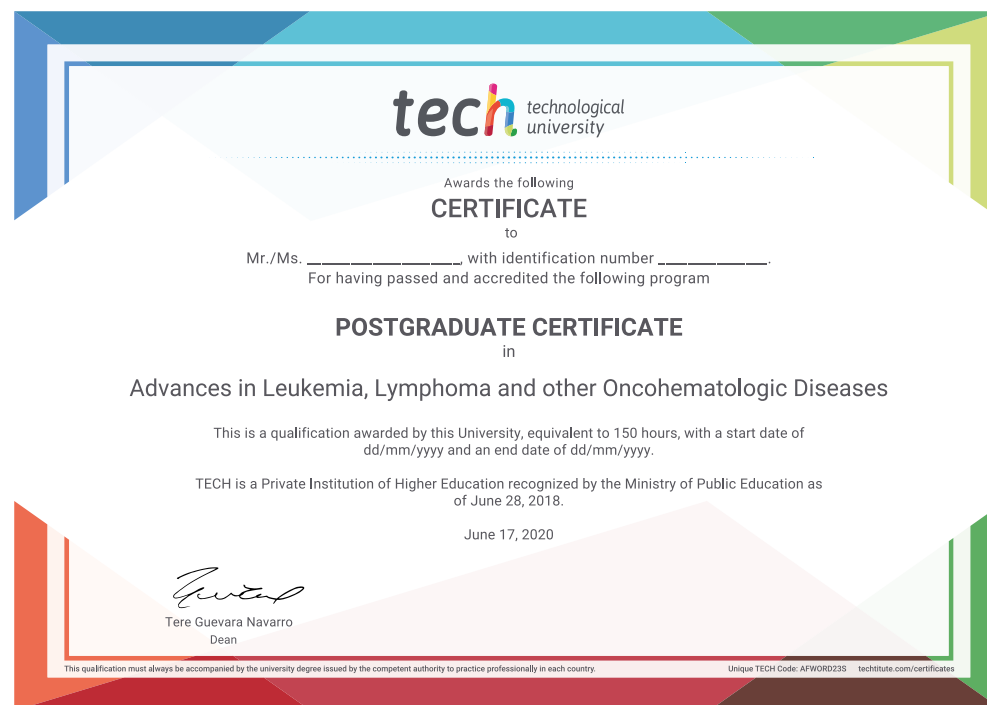 tech technological
university
Awards the following
CERTIFICATE
to
Mr./Ms. ____________________, with identification number ______________.
For having passed and accredited the following program
POSTGRADUATE CERTIFICATE
in
Advances in Leukemia, Lymphoma and other Oncohematologic Diseases
This is a qualification awarded by this University, equivalent to 150 hours, with a start date of
dd/mm/yyyy and an end date of dd/mm/yyyy.
TECH is a Private Institution of Higher Education recognized by the Ministry of Public Education as
of June 28, 2018.
June 17, 2020
Tere Guevara Navarro
Dean
This qualification must always be accompanied by the university degree issued by the competent authority to practice professionally in each country.
Unique TECH Code: AFWORD23S techtitute.com/certificates